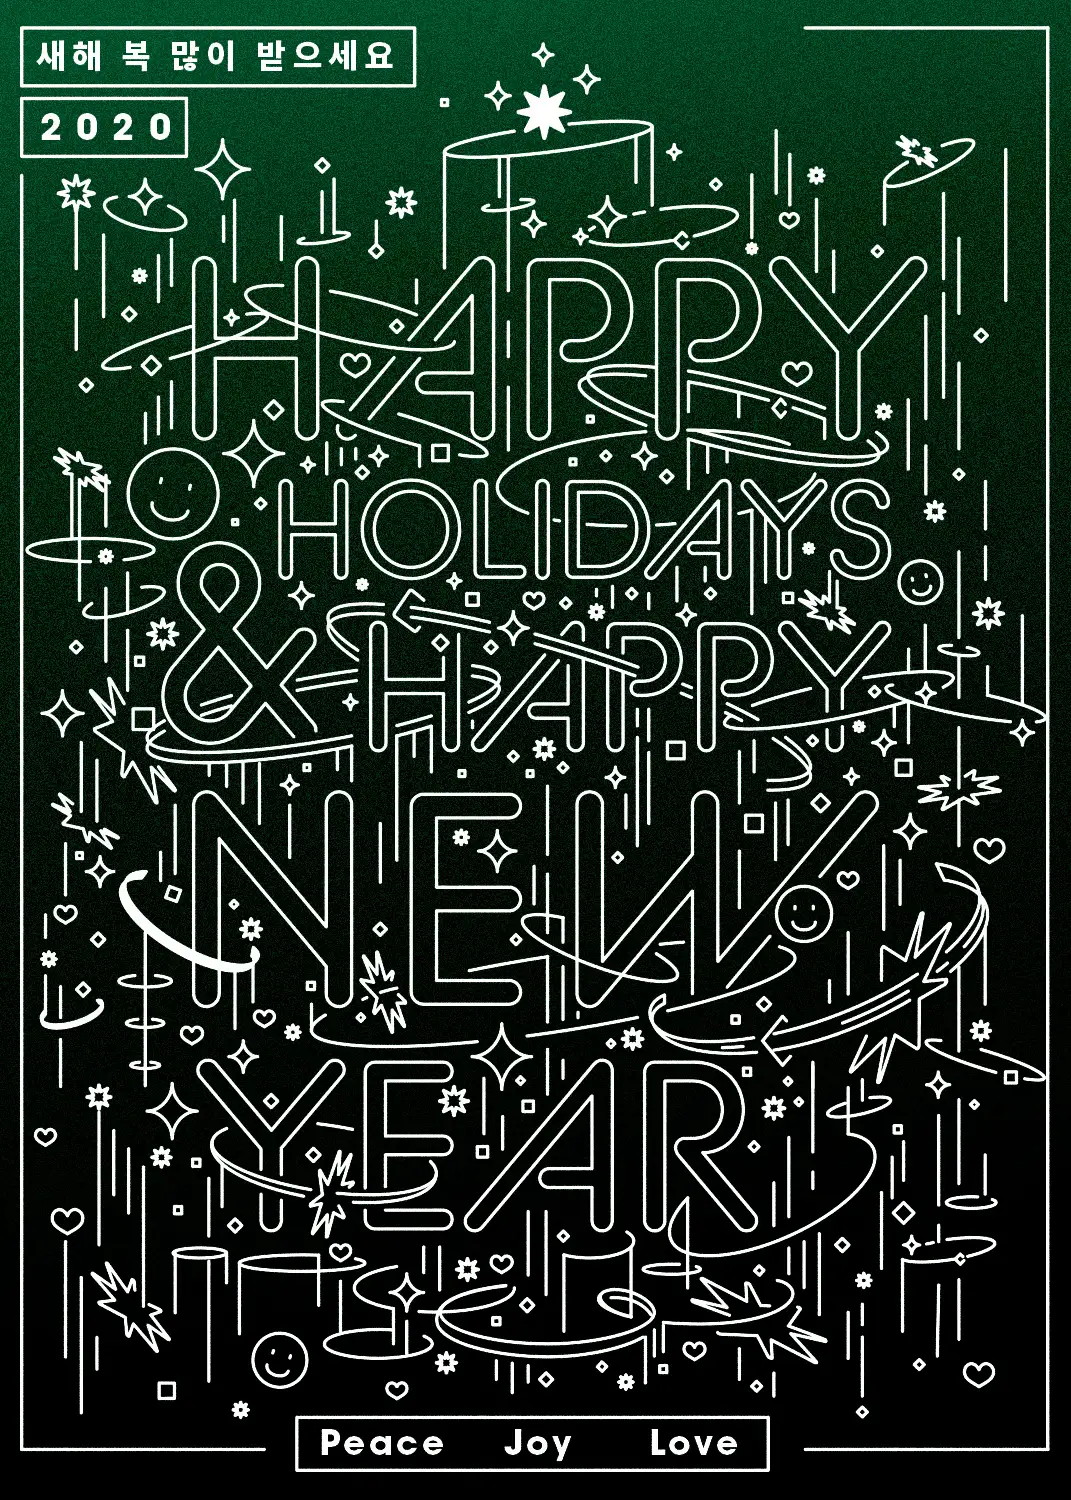 새해 복 많이 받으세요
2020
HAPPY
HOLIDAYS
& HAPPY
NEW
YEAR
Peace Joy Love